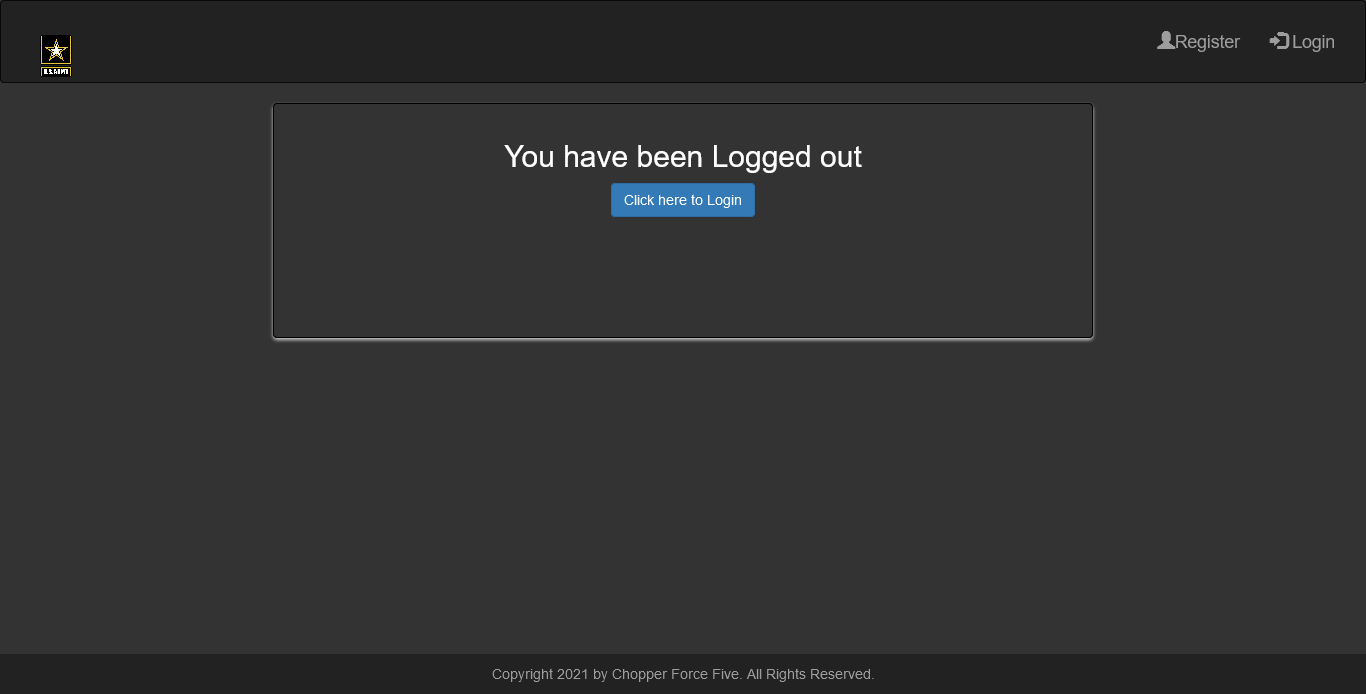 U.S.ARMY
Register
Login
You have been Logged out
Click here to Login
Copyright 2021 by Chopper Force Five. All Rights Reserved.